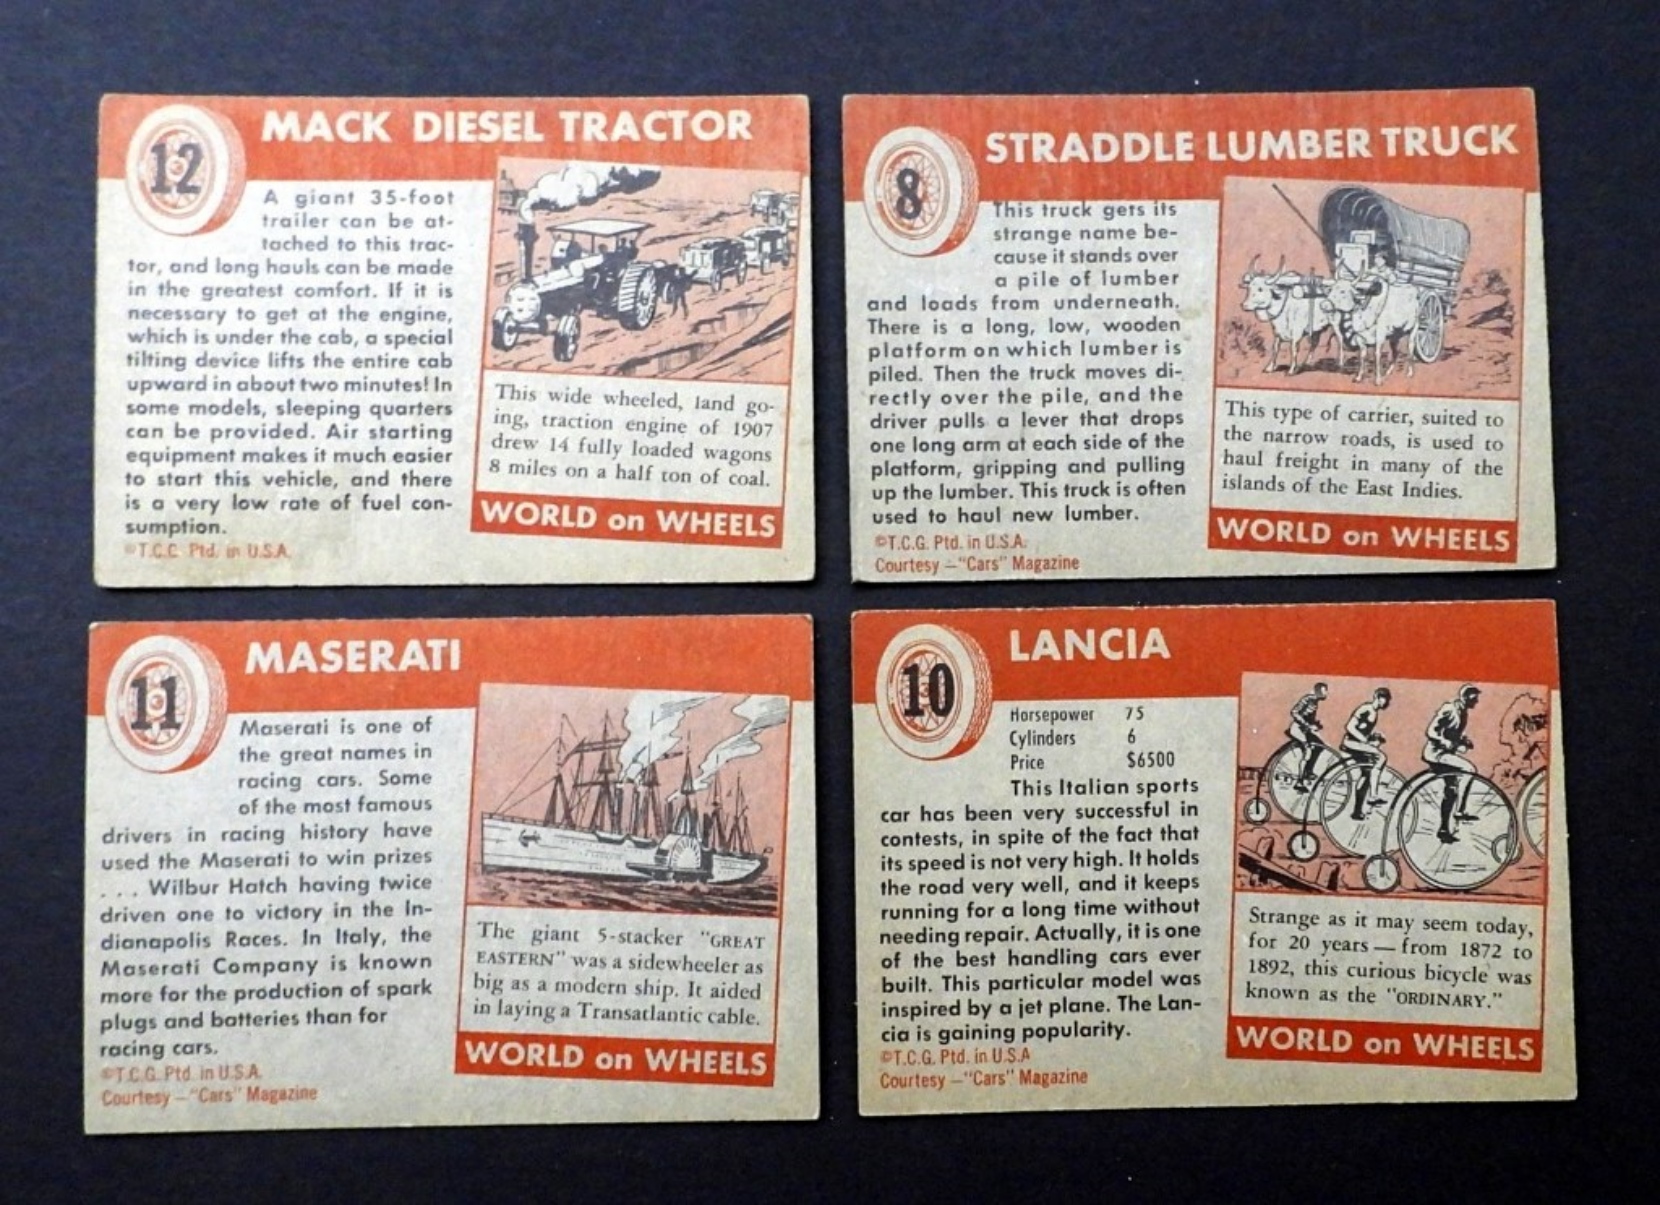 12
MACK DIESEL TRACTOR
A giant 35-foot
trailer can be at-
tached to this trac-
tor, and long hauls can be made
in the greatest comfort. If it is
necessary to get at the engine,
which is under the cab, a special
tilting device lifts the entire cab
upward in about two minutes! In
some models, sleeping quarters
can be provided. Air starting
equipment makes it much easier
to start this vehicle, and there
is a very low rate of fuel con-
sumption.
©T.C.C. Ptd. in U.S.A.
This wide wheeled, land go-
ing, traction engine of 1907
drew 14 fully loaded wagons
8 miles on a half ton of coal.
WORLD on WHEELS
8
STRADDLE LUMBER TRUCK
This truck gets its
strange name be-
cause it stands over
a pile of lumber
and loads from underneath.
There is a long, low, wooden
platform on which lumber is
piled. Then the truck moves di-
rectly over the pile, and the
driver pulls a lever that drops
one long arm at each side of the
platform, gripping and pulling
up the lumber. This truck is often
used to haul new lumber.
©T.C.G. Ptd. in U.S.A.
Courtesy —"Cars" Magazine
This type of carrier, suited to
the narrow roads, is used to
haul freight in many of the
islands of the East Indies.
WORLD on WHEELS
11
MASERATI
Maserati is one of
the great names in
racing cars. Some
of the most famous
drivers in racing history have
used the Maserati to win prizes
. . . Wilbur Hatch having twice
driven one to victory in the In-
dianapolis Races. In Italy, the
Maserati Company is known
more for the production of spark
plugs and batteries than for
racing cars.
©T.C.G. Ptd. in U.S.A.
Courtesy —"Cars" Magazine
The giant 5-stacker "GREAT
EASTERN" was a sidewheeler as
big as a modern ship. It aided
in laying a Transatlantic cable.
WORLD on WHEELS
10
LANCIA
Horsepower 75
Cylinders 6
Price $6500
This Italian sports
car has been very successful in
contests, in spite of the fact that
its speed is not very high. It holds
the road very well, and it keeps
running for a long time without
needing repair. Actually, it is one
of the best handling cars ever
built. This particular model was
inspired by a jet plane. The Lan-
cia is gaining popularity.
©T.C.G. Ptd. in U.S.A
Courtesy —"Cars" Magazine
Strange as it may seem today,
for 20 years — from 1872 to
1892, this curious bicycle was
known as the "ORDINARY."
WORLD on WHEELS